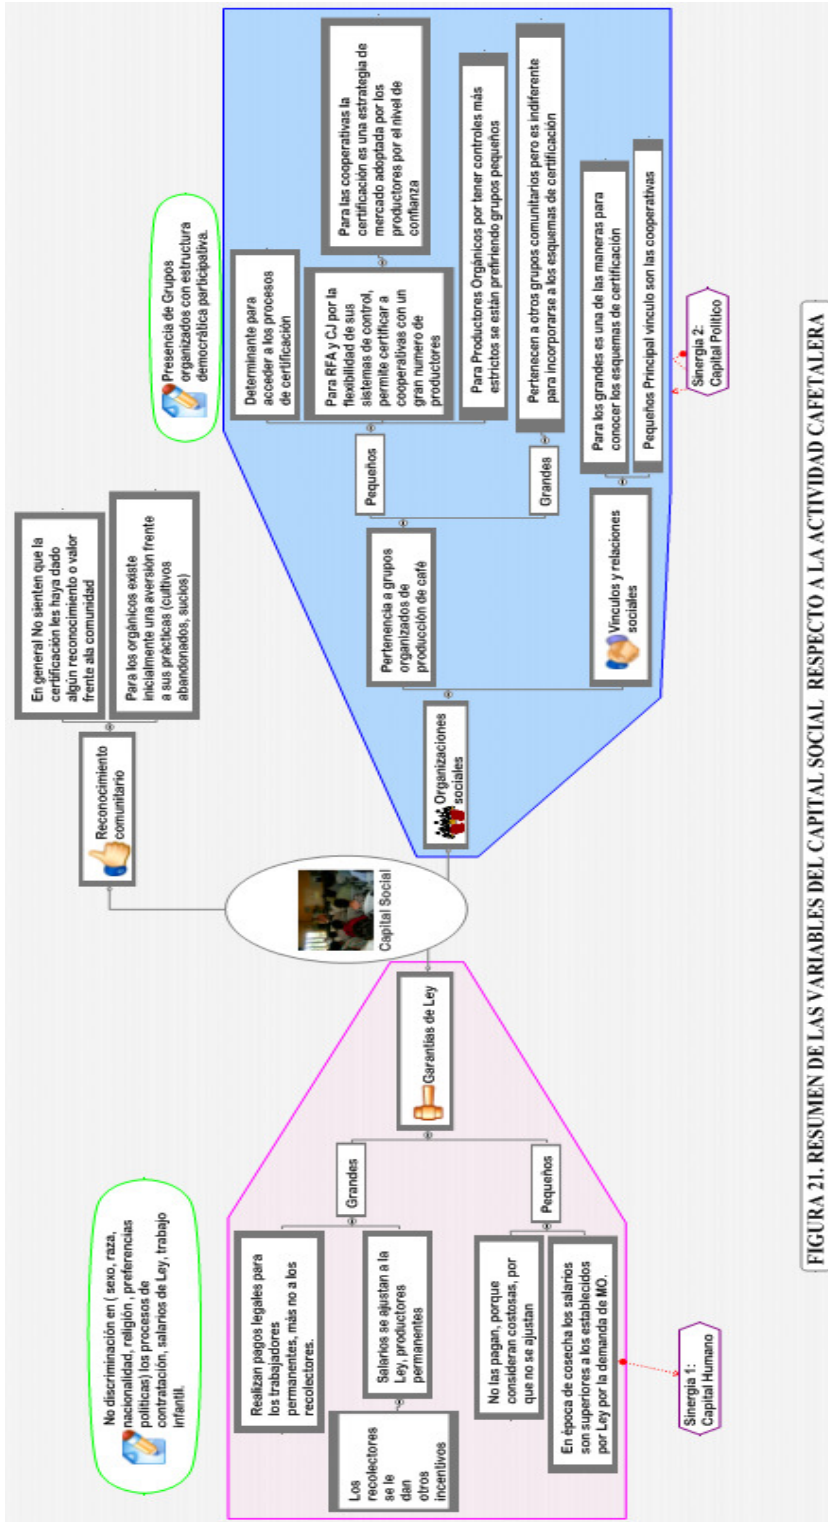 No discriminación en ( sexo, raza,
nacionalidad, religión , preferencias
políticas) los procesos de
contratación, salarios de Ley, trabajo
infantil.
Realizan pagos legales para
los trabajadores
permanentes, más no a los
recolectores.
Grandes
Los
recolectores
se le
dan
otros
incentivos
Salarios se ajustan a la
Ley, productores
permanentes
Garantías de Ley
No las pagan, porque
consideran costosas, por
que no se ajustan
Pequeños
En época de cosecha los salarios
son superiores a los establecidos
por Ley por la demanda de MO.
Sinergia 1:
Capital Humano
Capital Social
Reconocimiento
comunitario
En general No sienten que la
certificación les haya dado
algún reconocimiento o valor
frente ala comunidad
Para los orgánicos existe
inicialmente una aversión frente
a sus prácticas (cultivos
abandonados, sucios)
Presencia de Grupos
organizados con estructura
democrática participativa.
Organizaciones
sociales
Pertenencia a grupos
organizados de
producción de cafè
Pequeños
Determinante para
acceder a los procesos
de certificación
Para RFA y CJ por la
flexibilidad de sus
sistemas de control,
permite certificar a
cooperativas con un
gran numero de
productores
Para las cooperativas la
certificación es una estrategia de
mercado adoptada por los
productores por el nivel de
confianza
Para Productores Orgánicos por tener controles más
estrictos se están prefiriendo grupos pequeños
Grandes
Pertenecen a otros grupos comunitarios pero es indiferente
para incorporarse a los esquemas de certificación
Vínculos y relaciones
sociales
Para los grandes es una de las maneras para
conocer los esquemas de certificación
Pequeños Principal vinculo son las cooperativas
Sinergia 2:
Capital Político
FIGURA 21. RESUMEN DE LAS VARIABLES DEL CAPITAL SOCIAL RESPECTO A LA ACTIVIDAD CAFETALERA